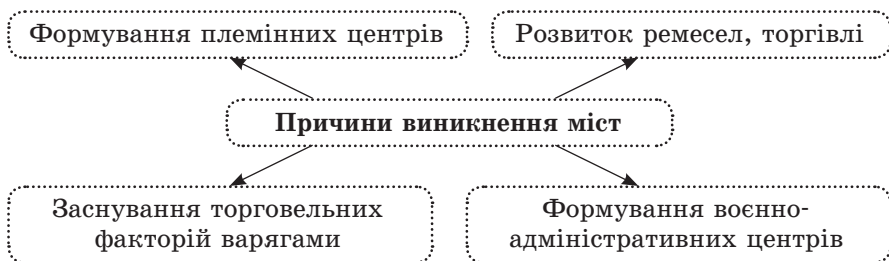 Формування племінних центрів
Розвиток ремесел, торгівлі
Причини виникнення міст
Заснування торговельних
факторій варягами
Формування воєнно-
адміністративних центрів